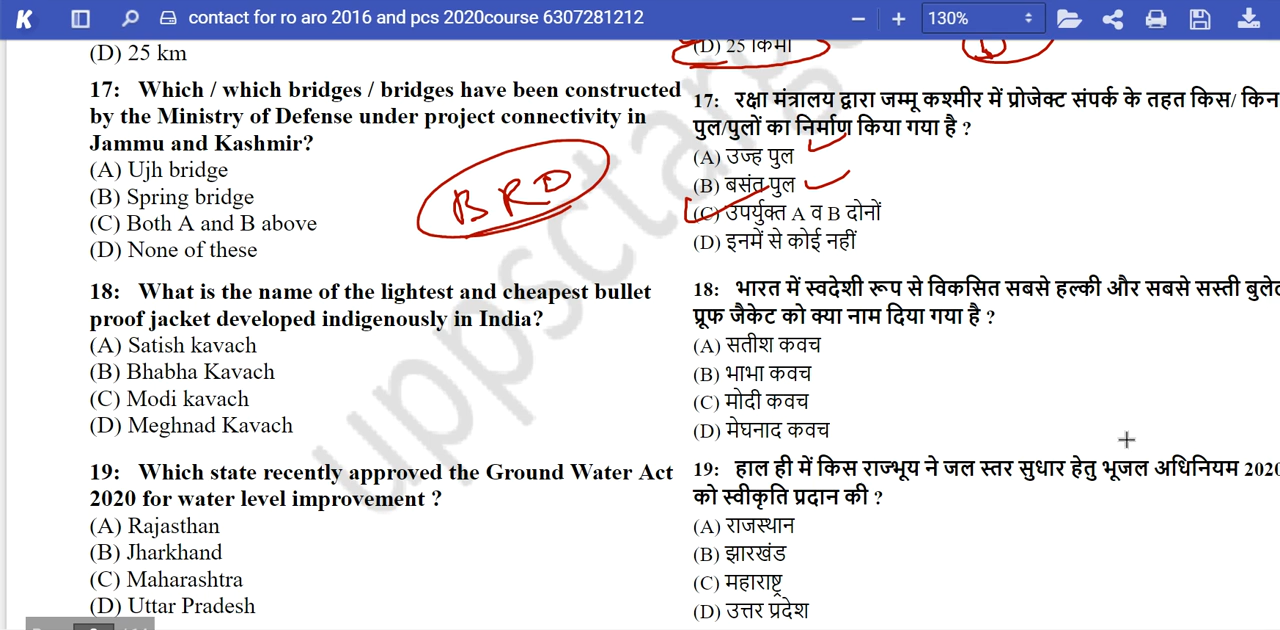 contact for ro aro 2016 and pcs 2020course 6307281212
130%
(D) 25 km
17: Which / which bridges / bridges have been constructed
by the Ministry of Defense under project connectivity in
Jammu and Kashmir?
(A) Ujh bridge
(B) Spring bridge
(C) Both A and B above
(D) None of these
BRO
18: What is the name of the lightest and cheapest bullet
proof jacket developed indigenously in India?
(A) Satish kavach
(B) Bhabha Kavach
(C) Modi kavach
(D) Meghnad Kavach
19: Which state recently approved the Ground Water Act
2020 for water level improvement ?
(A) Rajasthan
(B) Jharkhand
(C) Maharashtra
(D) Uttar Pradesh
(D) 25 किमी
17: रक्षा मंत्रालय द्वारा जम्मू कश्मीर में प्रोजेक्ट संपर्क के तहत किस/ किन
पुल/पुलों का निर्माण किया गया है ?
(A) उज्ह पुल
(B) बसंत पुल
(C) उपर्युक्त A व B दोनों
(D) इनमें से कोई नहीं
18: भारत में स्वदेशी रूप से विकसित सबसे हल्की और सबसे सस्ती बुलेट
प्रूफ जैकेट को क्या नाम दिया गया है ?
(A) सतीश कवच
(B) भाभा कवच
(C) मोदी कवच
(D) मेघनाद कवच
19: हाल ही में किस राज्भूय ने जल स्तर सुधार हेतु भूजल अधिनियम 2020
को स्वीकृति प्रदान की ?
(A) राजस्थान
(B) झारखंड
(C) महाराष्ट्र
(D) उत्तर प्रदेश
uppsctars